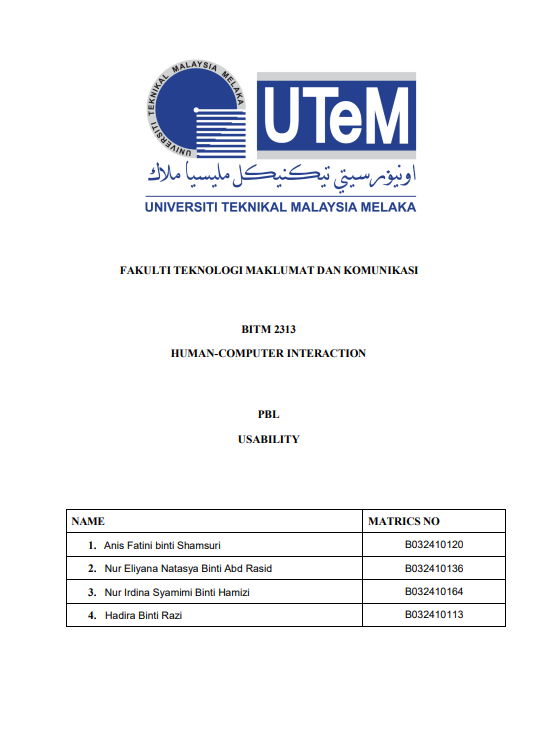 UNIVERSITI TEKNIKAL MALAYSIA MELAKA
UTeM
اونيۏرسيتي تيكنيكل مليسيا ملاك
UNIVERSITI TEKNIKAL MALAYSIA MELAKA
FAKULTI TEKNOLOGI MAKLUMAT DAN KOMUNIKASI
BITM 2313
HUMAN-COMPUTER INTERACTION
PBL
USABILITY
NAME MATRICS NO
1. Anis Fatini binti Shamsuri B032410120
2. Nur Eliyana Natasya Binti Abd Rasid B032410136
3. Nur Irdina Syamimi Binti Hamizi B032410164
4. Hadira Binti Razi B032410113